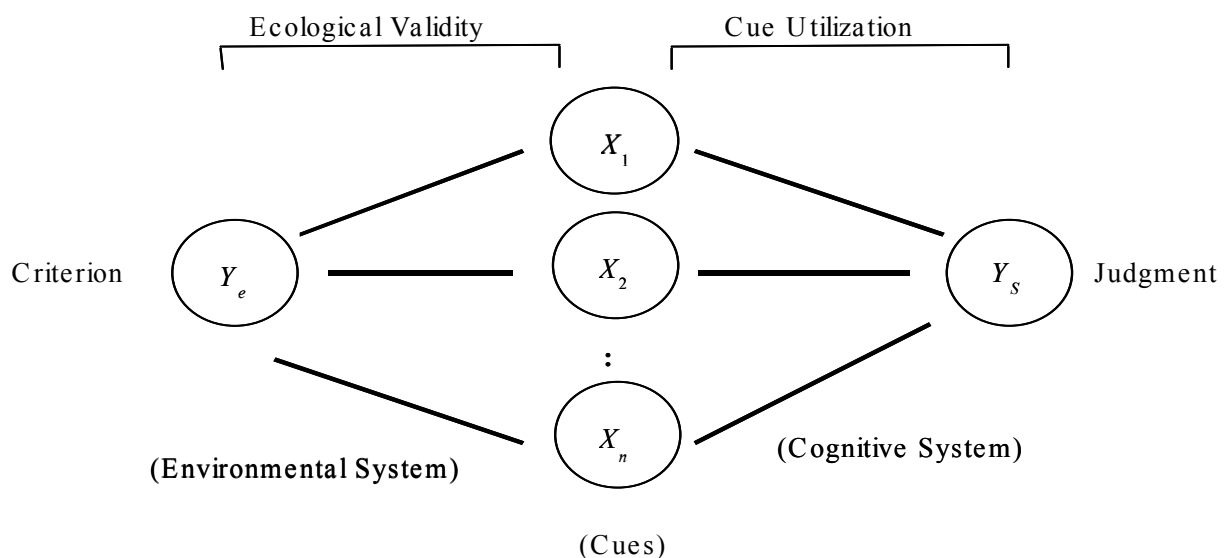 Ecological Validity
Cue Utilization
X1
Criterion
Ye
X2
YS
Judgment
:
Xn
(Environmental System)
(Cognitive System)
(Cues)